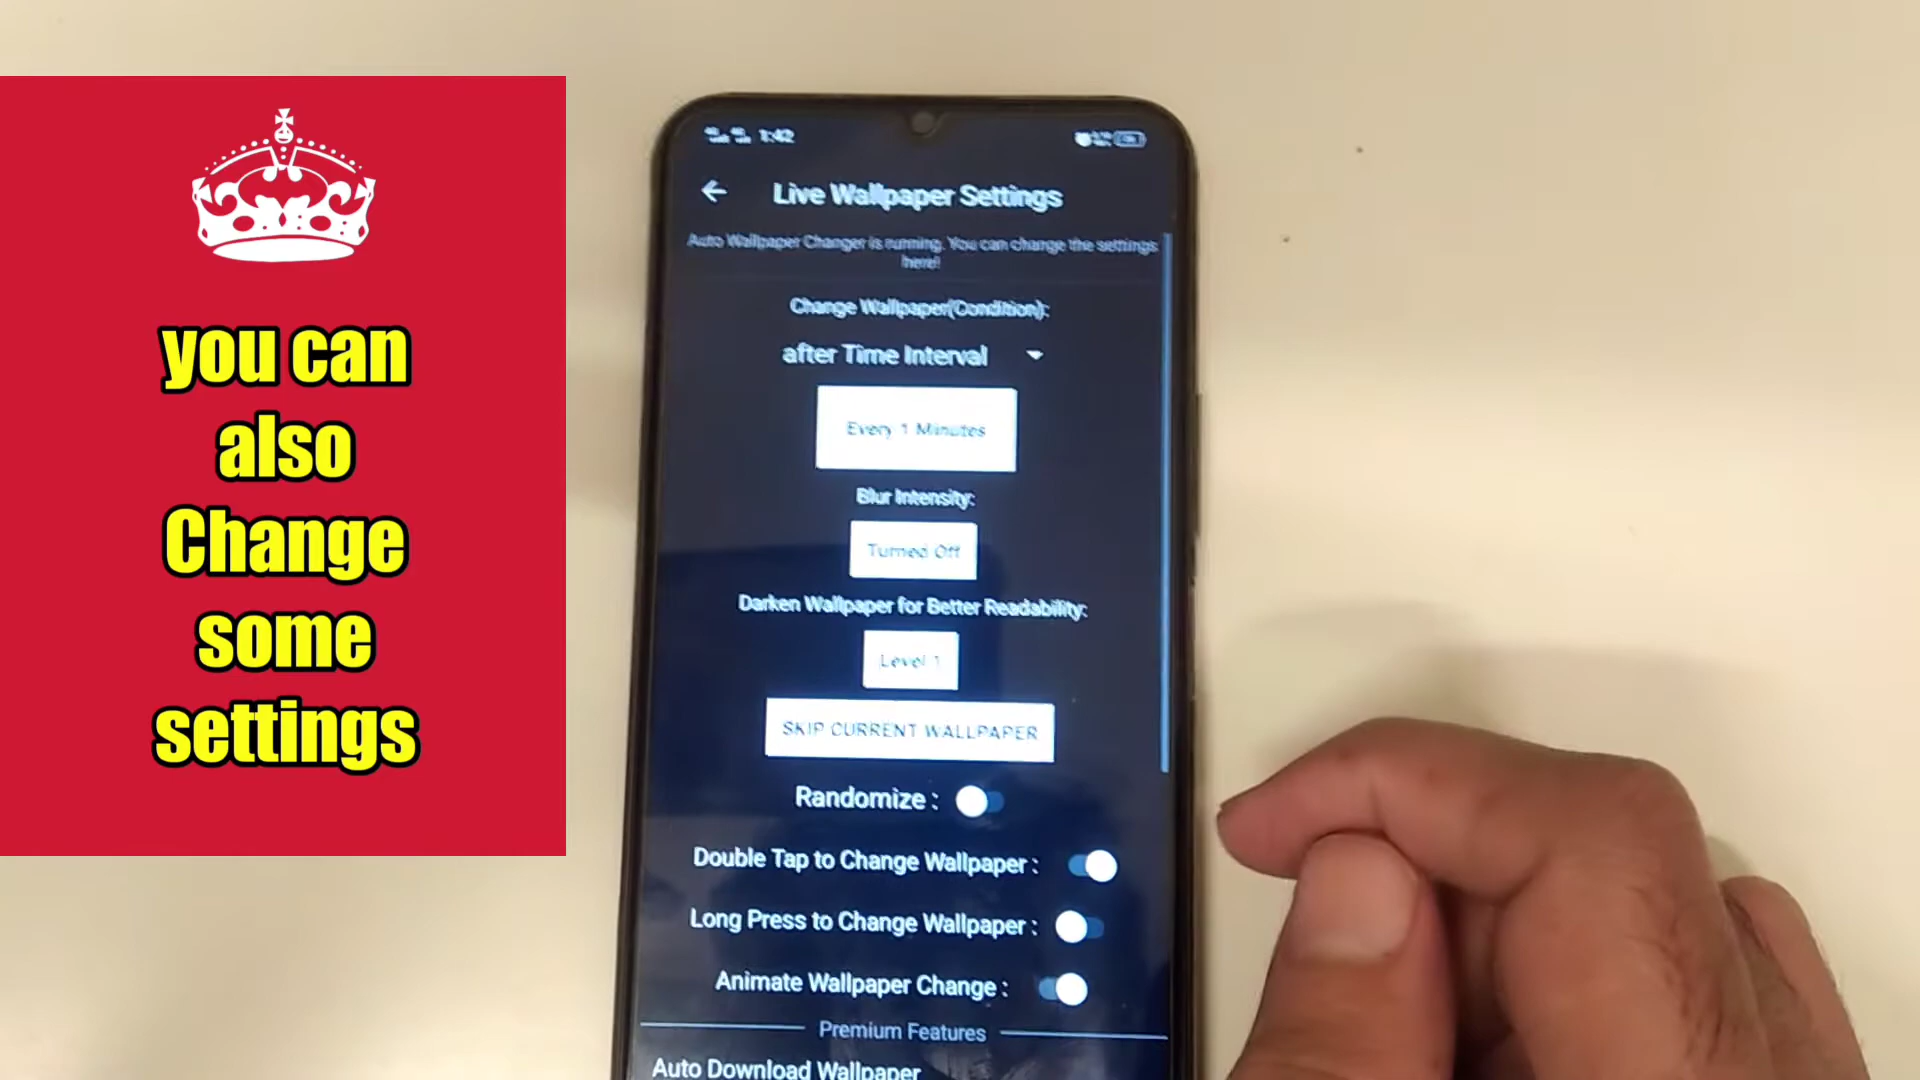 you can
also
Change
some
settings
1:42
Live Wallpaper Settings
Auto Wallpaper Changer is running. You can change the settings
here!
Change Wallpaper(Condition):
after Time Interval
Every 1 Minutes
Blur Intensity:
Turned Off
Darken Wallpaper for Better Readability:
Level 1
SKIP CURRENT WALLPAPER
Randomize :
Double Tap to Change Wallpaper :
Long Press to Change Wallpaper :
Animate Wallpaper Change :
Premium Features
Auto Download Wallpaper